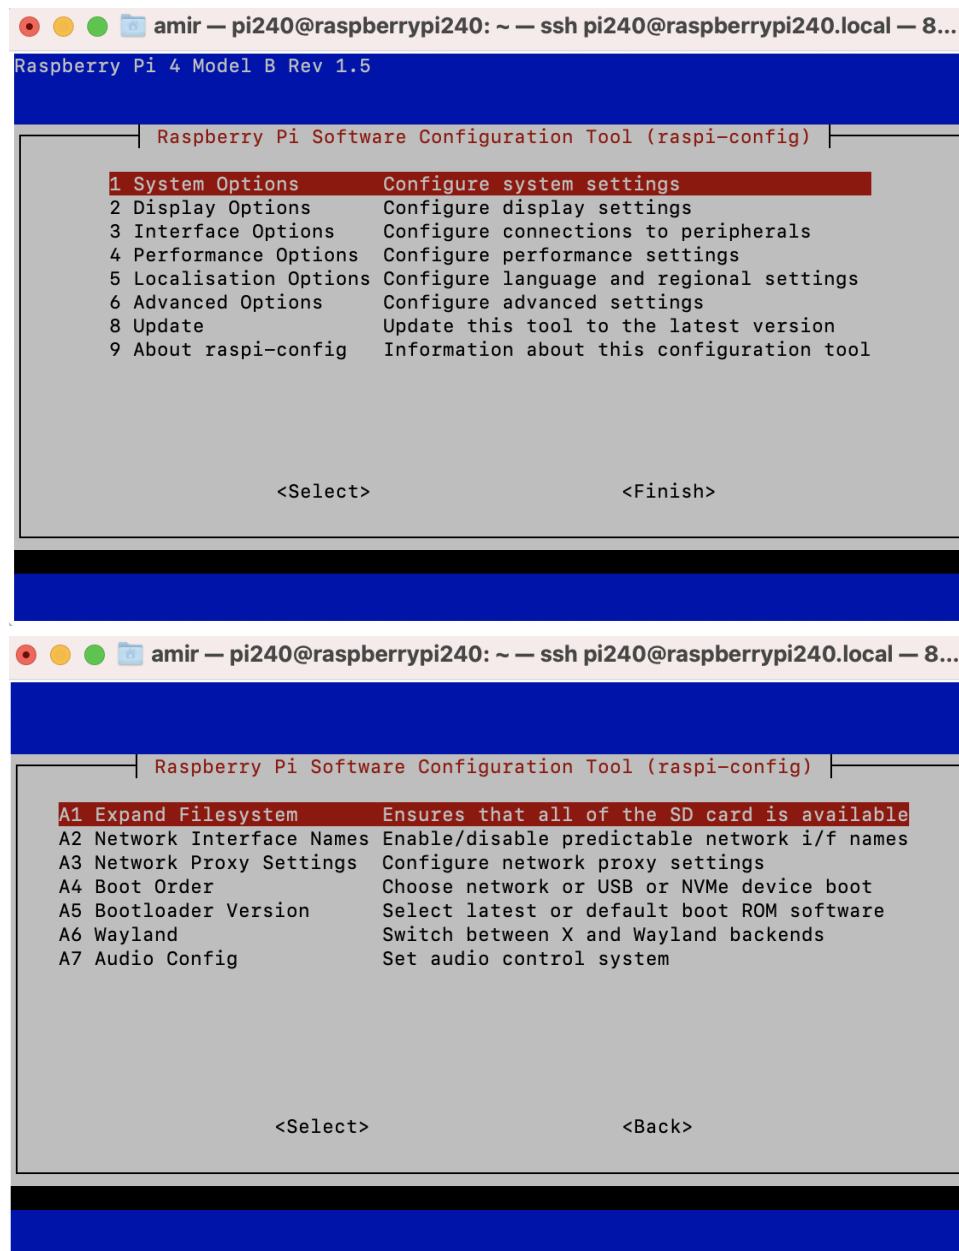 amir — pi240@raspberrypi240: ~ — ssh pi240@raspberrypi240.local — 8...
Raspberry Pi 4 Model B Rev 1.5
Raspberry Pi Software Configuration Tool (raspi-config)
1 System Options Configure system settings
2 Display Options Configure display settings
3 Interface Options Configure connections to peripherals
4 Performance Options Configure performance settings
5 Localisation Options Configure language and regional settings
6 Advanced Options Configure advanced settings
8 Update Update this tool to the latest version
9 About raspi-config Information about this configuration tool
<Select> <Finish>
amir — pi240@raspberrypi240: ~ — ssh pi240@raspberrypi240.local — 8...
Raspberry Pi Software Configuration Tool (raspi-config)
A1 Expand Filesystem Ensures that all of the SD card is available
A2 Network Interface Names Enable/disable predictable network i/f names
A3 Network Proxy Settings Configure network proxy settings
A4 Boot Order Choose network or USB or NVMe device boot
A5 Bootloader Version Select latest or default boot ROM software
A6 Wayland Switch between X and Wayland backends
A7 Audio Config Set audio control system
<Select> <Back>